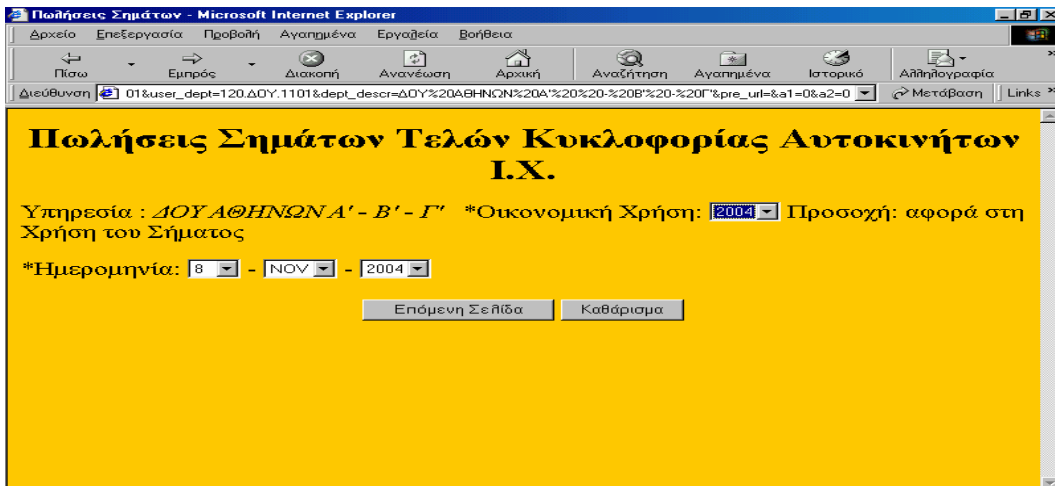 Πωλήσεις Σημάτων - Microsoft Internet Explorer
Αρχείο Επεξεργασία Προβολή Αγαπημένα Εργαλεία Βοήθεια
Πίσω Εμπρός Διακοπή Ανανέωση Αρχική Αναζήτηση Αγαπημένα Ιστορικό Αλληλογραφία
Διεύθυνση 01&user_dept=120.ΔΟΥ.1101&dept_descr=ΔΟΥ%20ΑΘΗΝΩΝ%20Α'%20%20-%20Β'%20-%20Γ'&pre_url=&a1=0&a2=0 Μετάβαση Links
Πωλήσεις Σημάτων Τελών Κυκλοφορίας Αυτοκινήτων
Ι.Χ.
Υπηρεσία : ΔΟΥ ΑΘΗΝΩΝ Α' - Β' - Γ' *Οικονομική Χρήση: 2004 Προσοχή: αφορά στη
Χρήση του Σήματος
*Ημερομηνία: 8 - NOV - 2004
Επόμενη Σελίδα Καθάρισμα